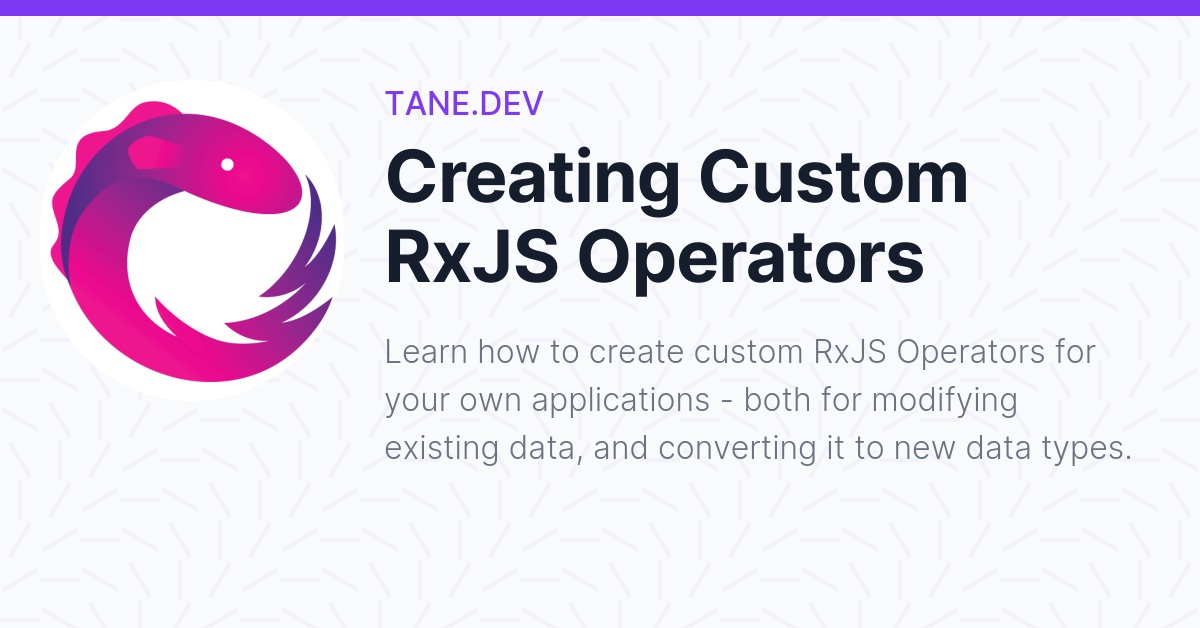 TANE.DEV
Creating Custom
RxJS Operators
Learn how to create custom RxJS Operators for
your own applications - both for modifying
existing data, and converting it to new data types.